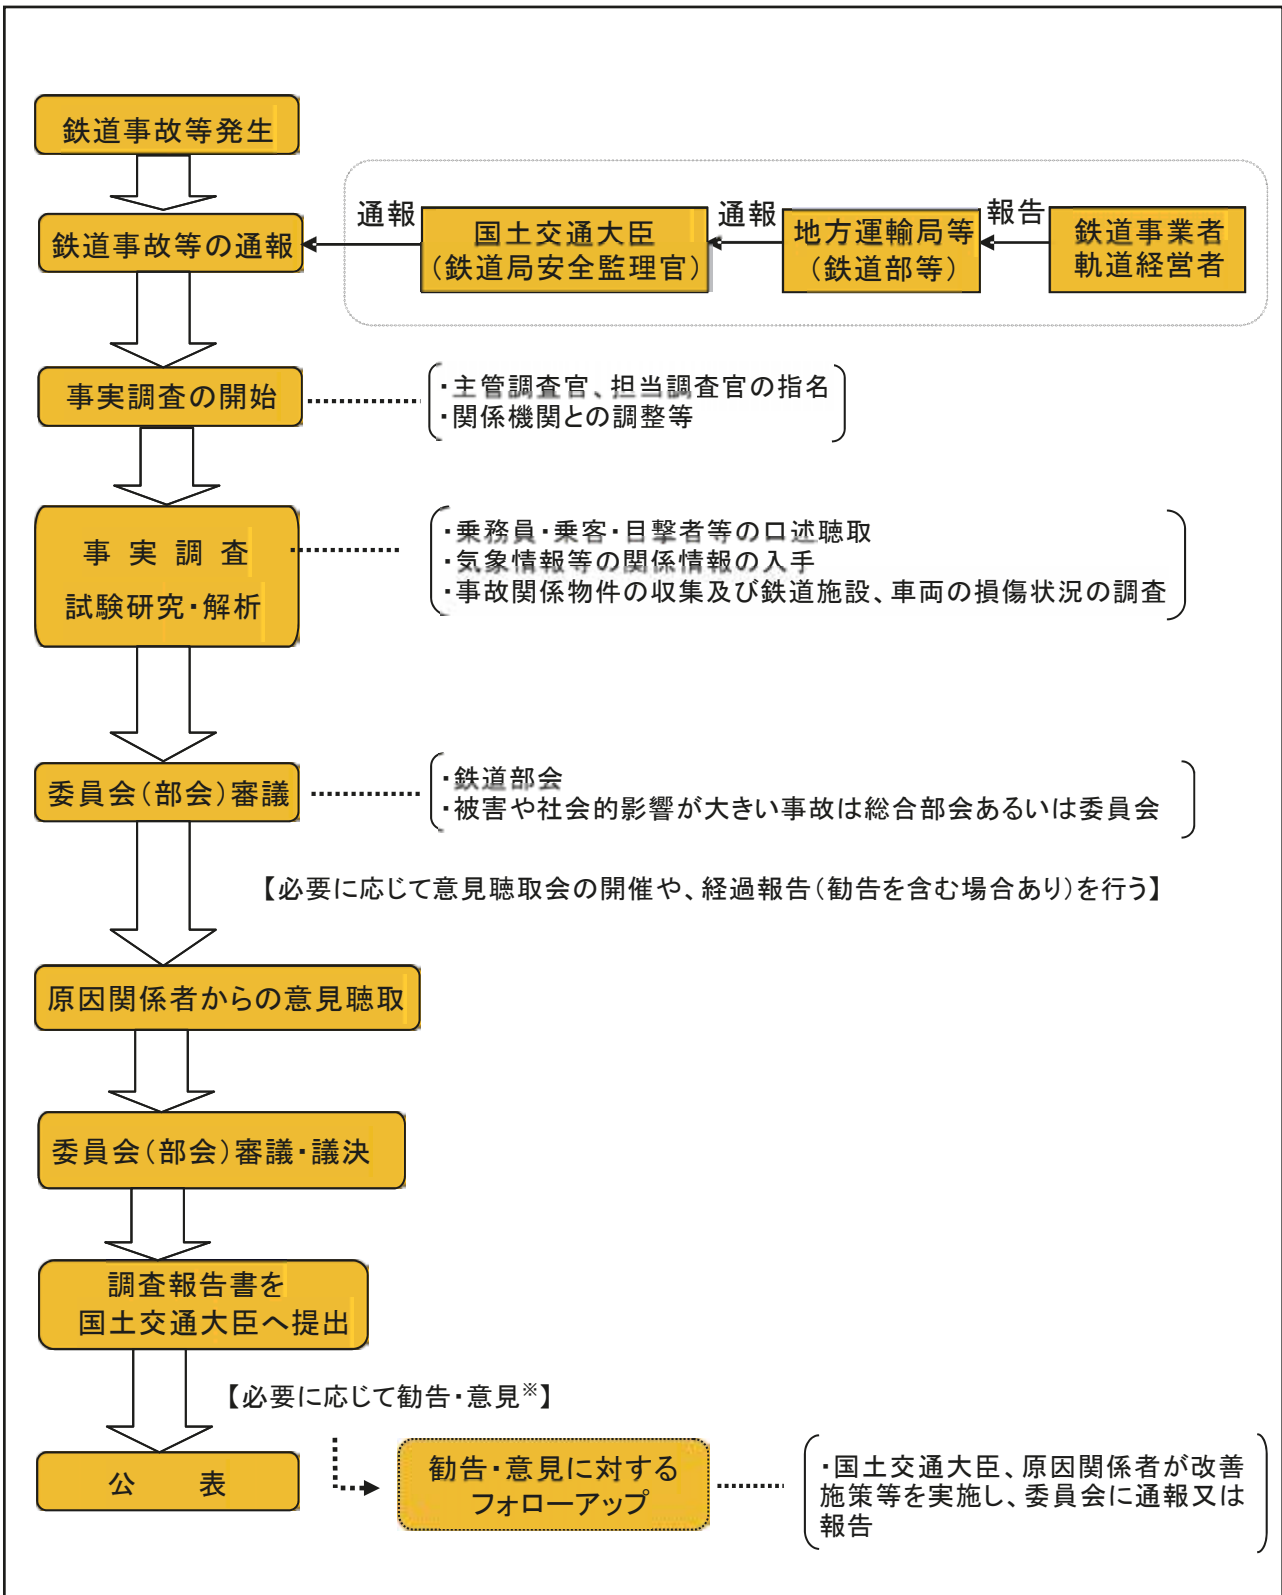 鉄道事故等発生
通報
通報
報告
鉄道事故等の通報
国土交通大臣
(鉄道局安全監理官)
地方運輸局等
(鉄道部等)
鉄道事業者
軌道経営者
事実調査の開始
・主管調査官、担当調査官の指名
・関係機関との調整等
事 実 調 査
試験研究・解析
・乗務員・乗客・目撃者等の口述聴取
・気象情報等の関係情報の入手
・事故関係物件の収集及び鉄道施設、車両の損傷状況の調査
委員会(部会)審議
・鉄道部会
・被害や社会的影響が大きい事故は総合部会あるいは委員会
【必要に応じて意見聴取会の開催や、経過報告(勧告を含む場合あり)を行う】
原因関係者からの意見聴取
委員会(部会)審議・議決
調査報告書を
国土交通大臣へ提出
【必要に応じて勧告・意見※】
公 表
勧告・意見に対する
フォローアップ
・国土交通大臣、原因関係者が改善
施策等を実施し、委員会に通報又は
報告